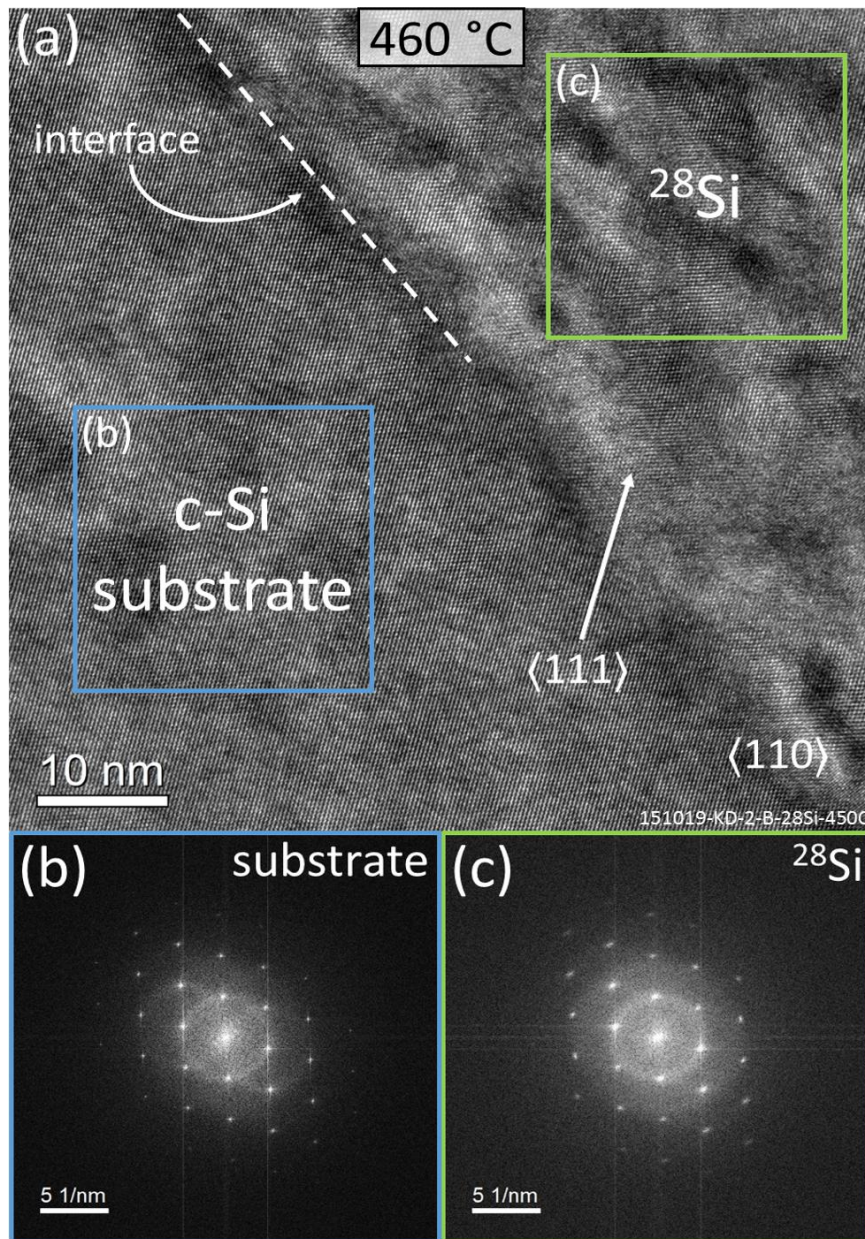 (a)
460 °C
interface
(c)
²⁸Si
(b)
c-Si
substrate
⟨111⟩
⟨110⟩
10 nm
151019-KD-2-B-28Si-450C
(b)
substrate
5 1/nm
(c)
²⁸Si
5 1/nm